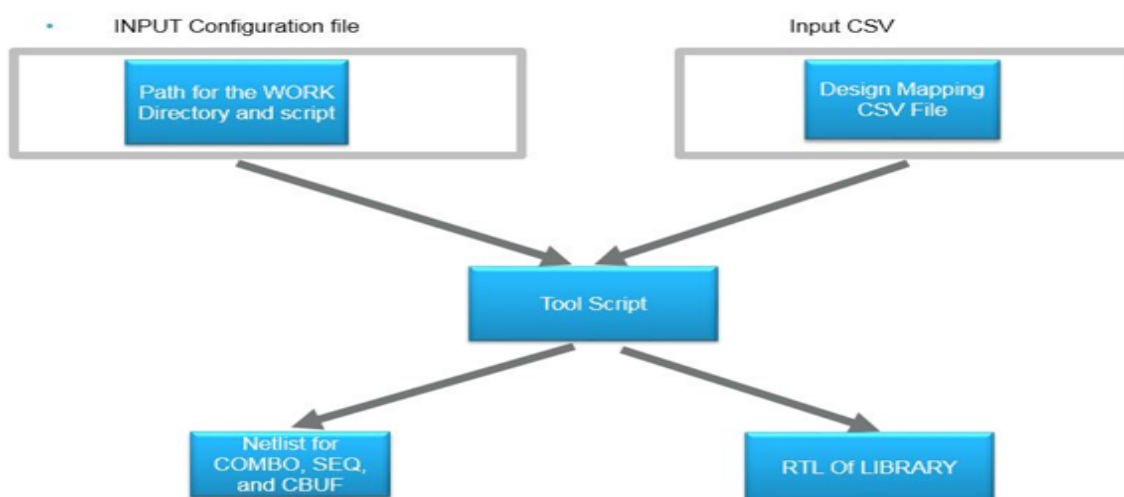 • INPUT Configuration file
Input CSV
Path for the WORK
Directory and script
Design Mapping
CSV File
Tool Script
Netlist for
COMBO, SEQ,
and CBUF
RTL Of LIBRARY